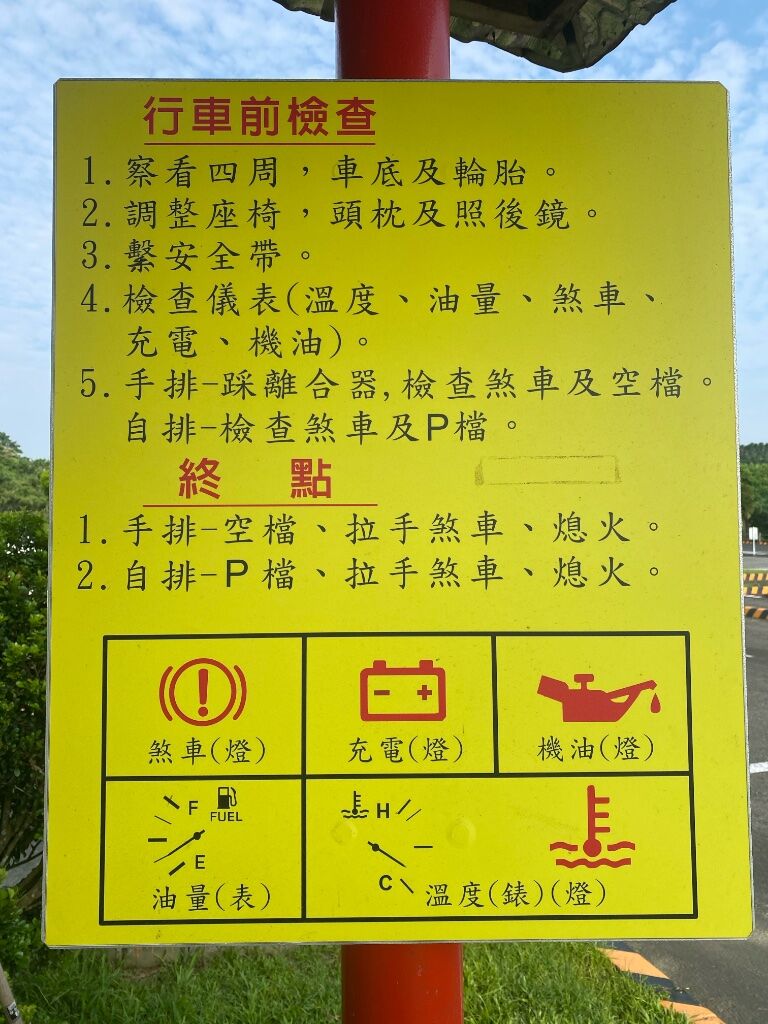 行車前檢查
1.察看四周，車底及輪胎。
2.調整座椅，頭枕及照後鏡。
3.繫安全帶。
4.檢查儀表(溫度、油量、煞車、
充電、機油)。
5.手排-踩離合器,檢查煞車及空檔。
自排-檢查煞車及P檔。
終 點
1.手排-空檔、拉手煞車、熄火。
2.自排-P檔、拉手煞車、熄火。
煞車(燈)
充電(燈)
機油(燈)
F
FUEL
E
油量(表)
H
C
溫度(錶)(燈)